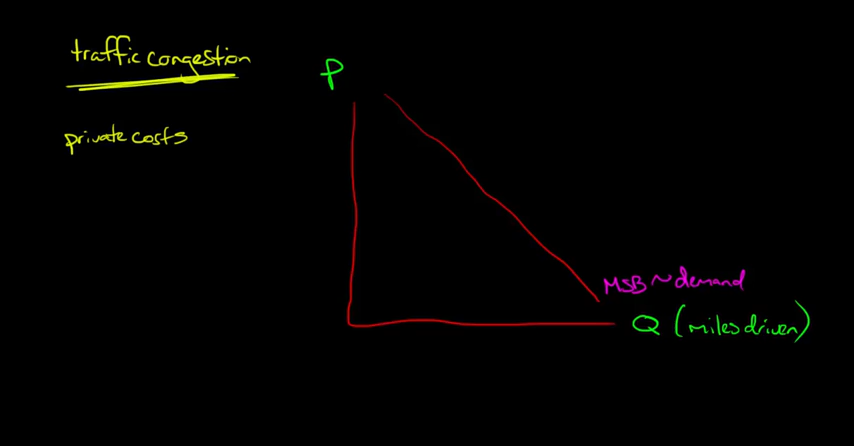 traffic congestion
P
private costs
MSB ~ demand
Q (miles driven)